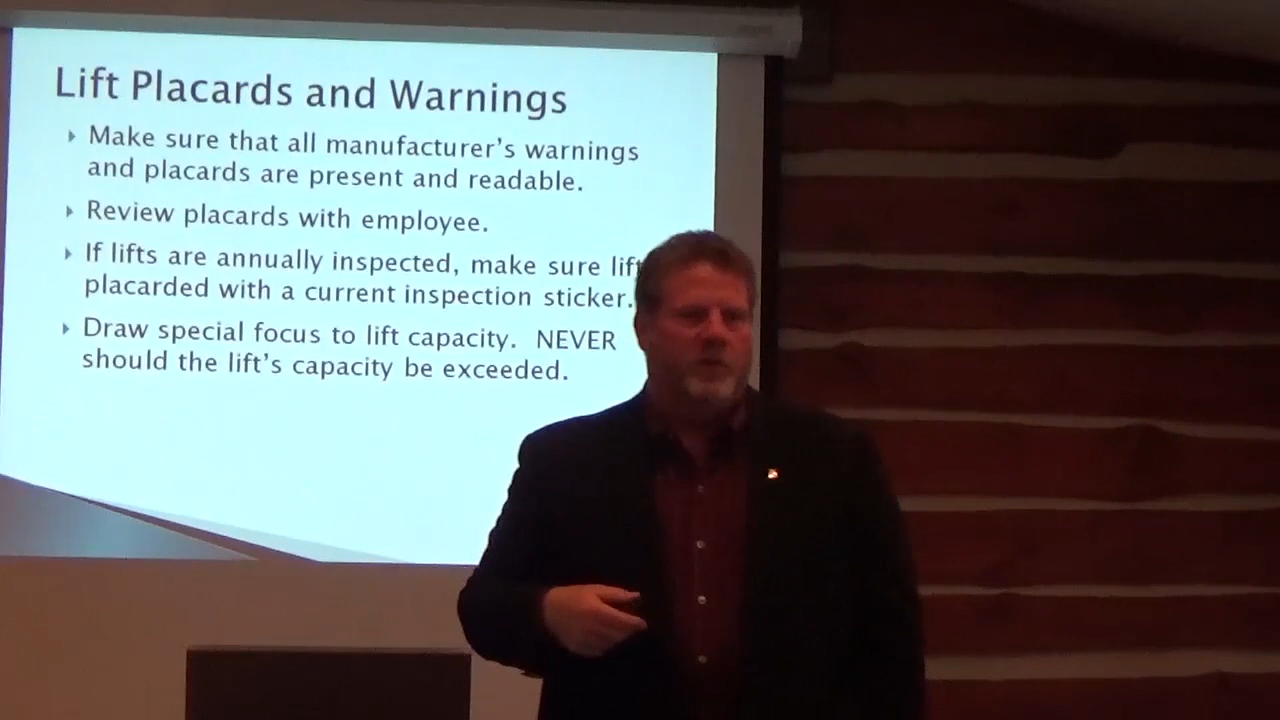 Lift Placards and Warnings
Make sure that all manufacturer's warnings
and placards are present and readable.
Review placards with employee.
If lifts are annually inspected, make sure lift
placarded with a current inspection sticker.
Draw special focus to lift capacity. NEVER
should the lift's capacity be exceeded.